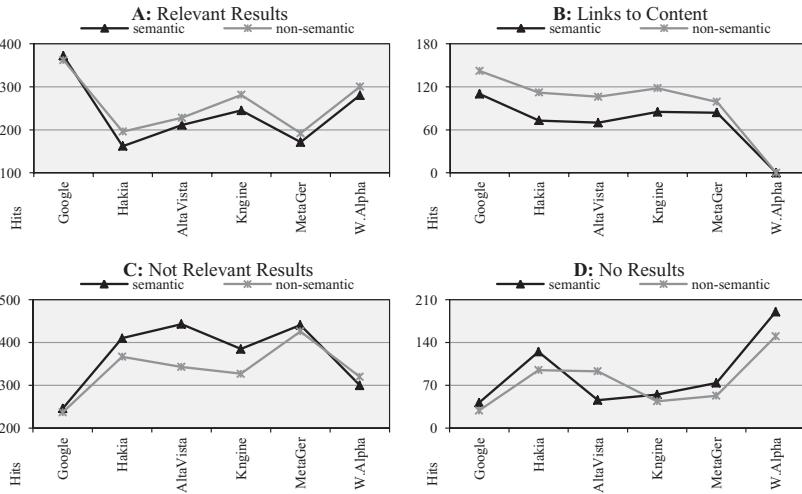 A: Relevant Results
semantic non-semantic
400
300
200
100
Hits
Google
Hakia
AltaVista
Kngine
MetaGer
W.Alpha
B: Links to Content
semantic non-semantic
180
120
60
0
Hits
Google
Hakia
AltaVista
Kngine
MetaGer
W.Alpha
C: Not Relevant Results
semantic non-semantic
500
400
300
200
Hits
Google
Hakia
AltaVista
Kngine
MetaGer
W.Alpha
D: No Results
semantic non-semantic
210
140
70
0
Hits
Google
Hakia
AltaVista
Kngine
MetaGer
W.Alpha